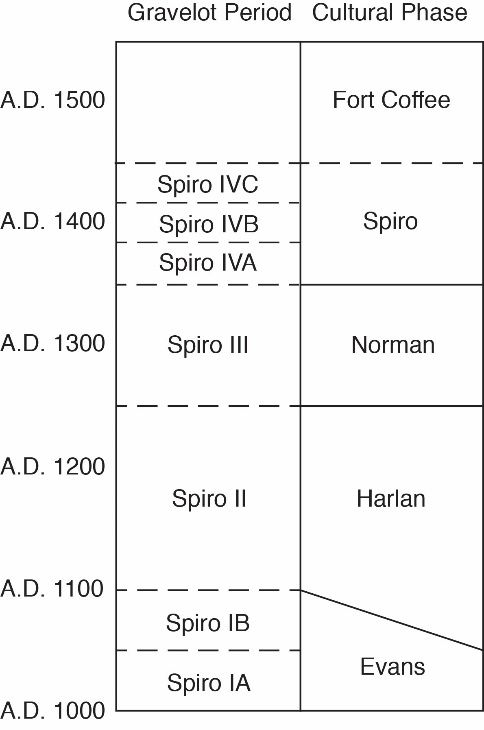 Gravelot Period Cultural Phase
A.D. 1500 Fort Coffee
Spiro IVC
A.D. 1400 Spiro IVB Spiro
Spiro IVA
A.D. 1300 Spiro III Norman
A.D. 1200
Spiro II Harlan
A.D. 1100
Spiro IB
Evans
Spiro IA
A.D. 1000